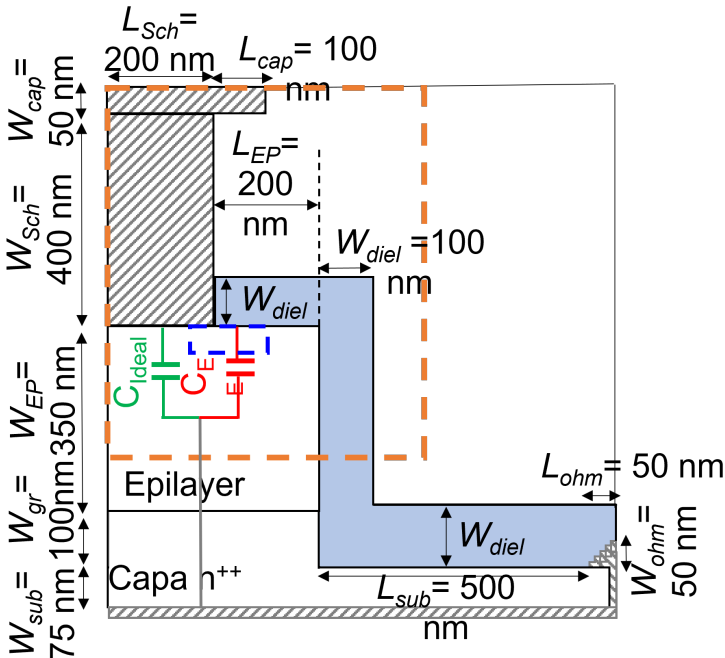 L_Sch=
200 nm
L_cap= 100
nm
W_cap=
50 nm
L_EP=
200
nm
W_Sch=
400 nm
W_diel =100
nm
W_diel
C_Ideal
C_E
E
W_EP=
350 nm
Epilayer
L_ohm= 50 nm
W_gr=
100nm
W_diel
W_ohm=
50 nm
Capa n++
L_sub= 500
nm
W_sub=
75 nm